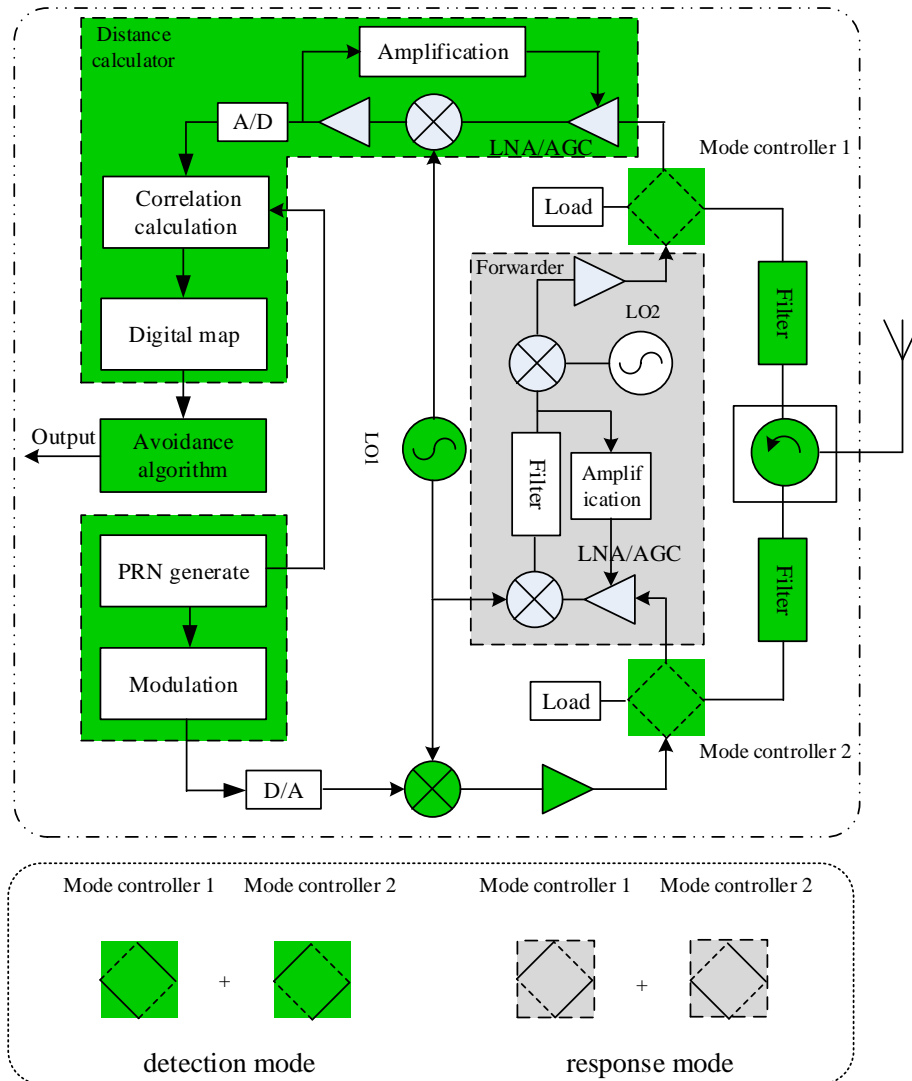 Distance
calculator
Amplification
A/D
LNA/AGC
Mode controller 1
Correlation
calculation
Load
Forwarder
LO2
Filter
Digital map
Output
Avoidance
algorithm
LO1
Filter
Amplif
ication
LNA/AGC
Filter
PRN generate
Modulation
Load
Mode controller 2
D/A
Mode controller 1
Mode controller 2
Mode controller 1
Mode controller 2
+
+
detection mode
response mode